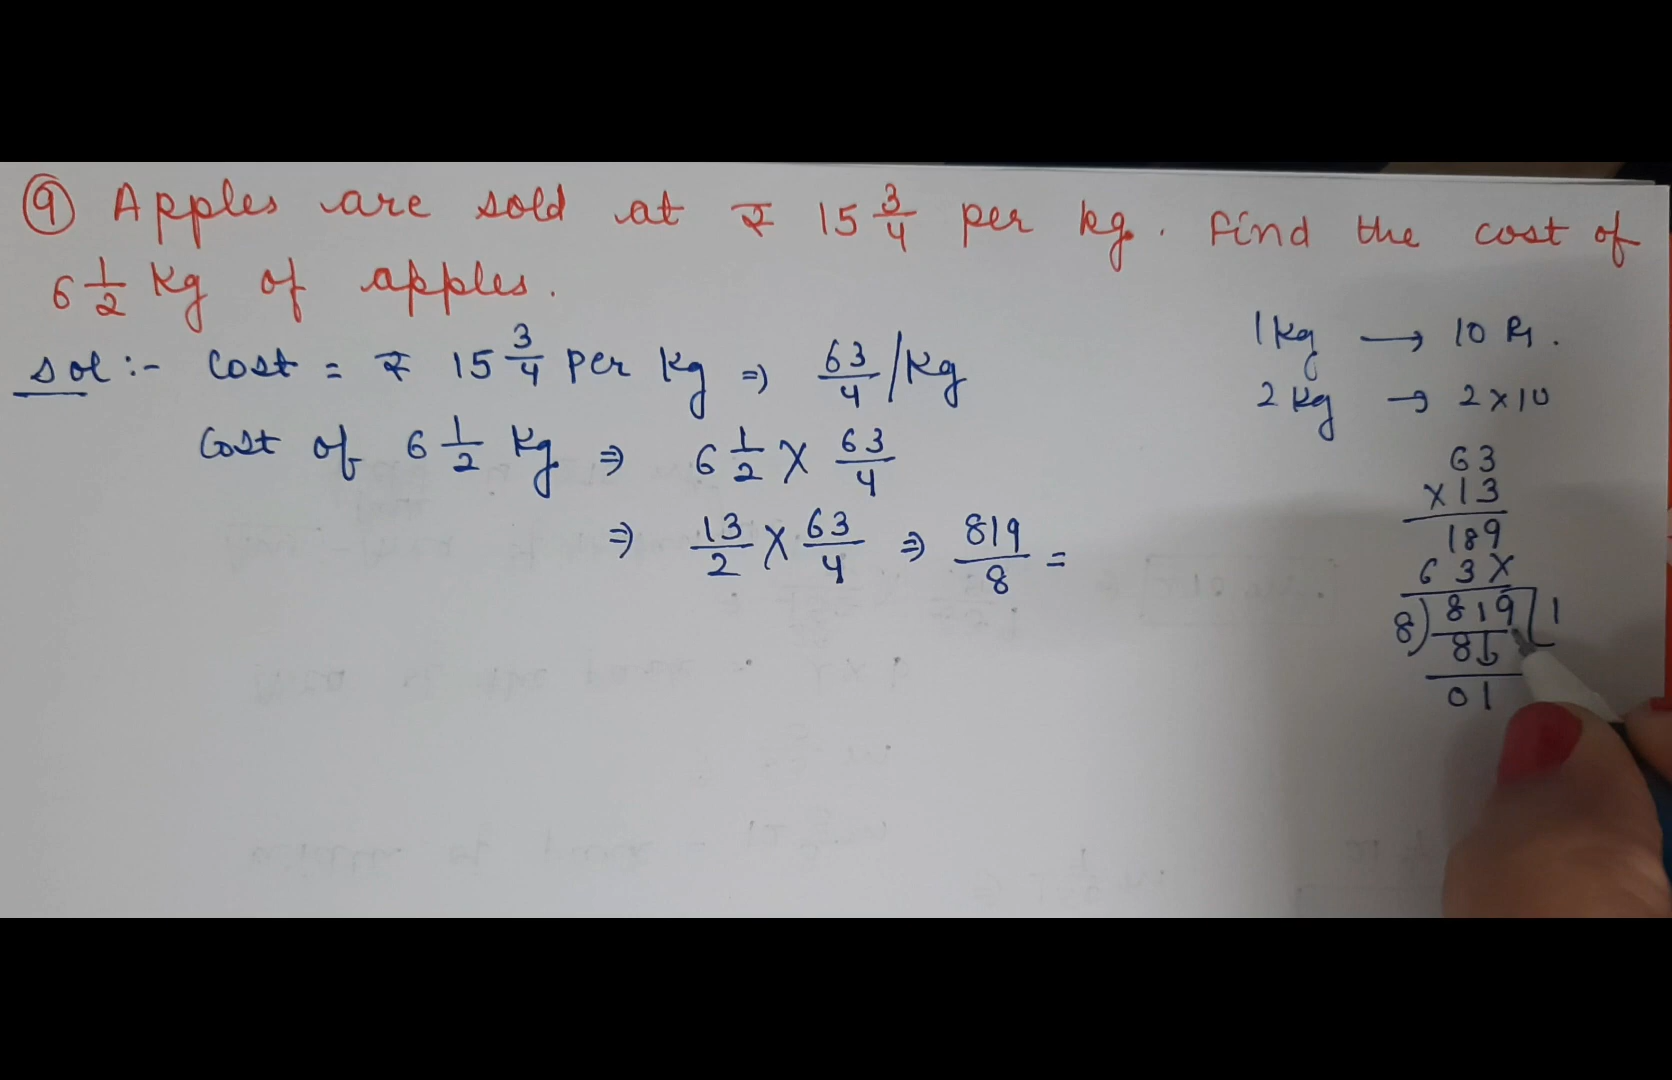 9 Apples are sold at ₹ 15 3/4 per kg. Find the cost of
6 1/2 kg of apples.
Sol :- Cost = ₹ 15 3/4 per kg ⇒ 63/4 /kg
Cost of 6 1/2 kg ⇒ 6 1/2 × 63/4
⇒ 13/2 × 63/4 ⇒ 819/8 =
1 kg → 10 Rs.
2 kg → 2×10
63
×13
189
63×
8) 819 (1
8↓
01